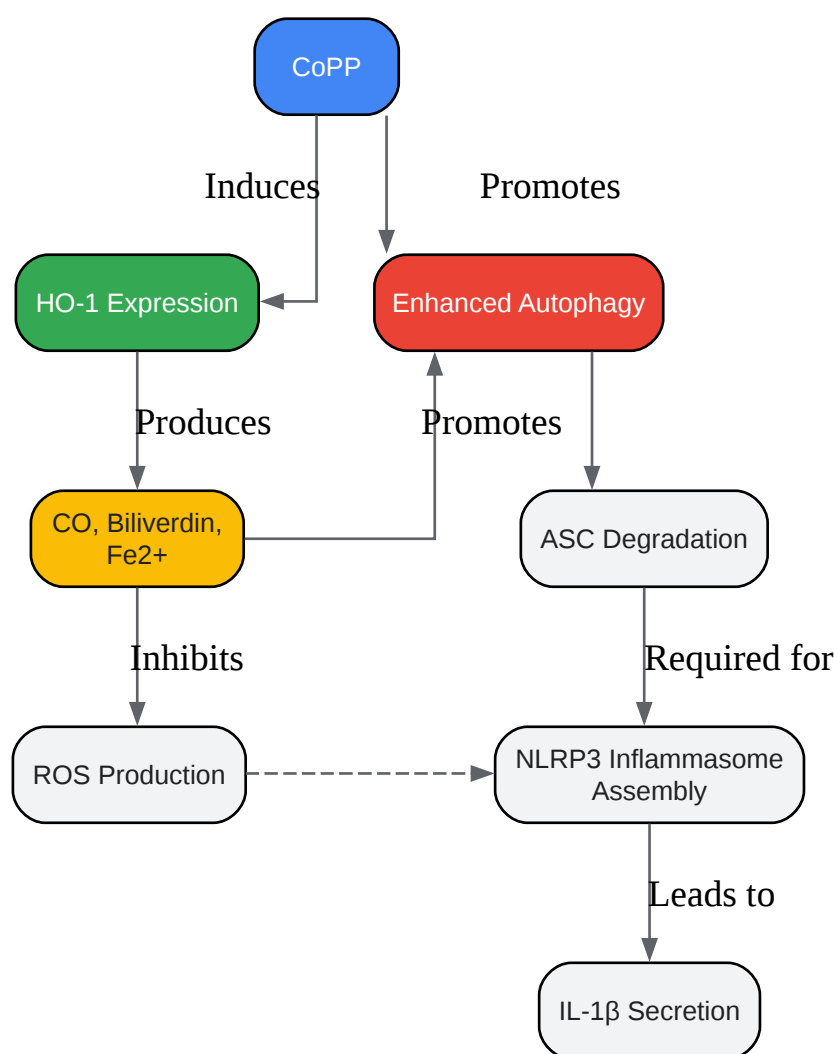 CoPP
Induces
Promotes
HO-1 Expression
Enhanced Autophagy
Produces
Promotes
CO, Biliverdin,
Fe2+
ASC Degradation
Inhibits
Required for
ROS Production
NLRP3 Inflammasome
Assembly
Leads to
IL-1β Secretion